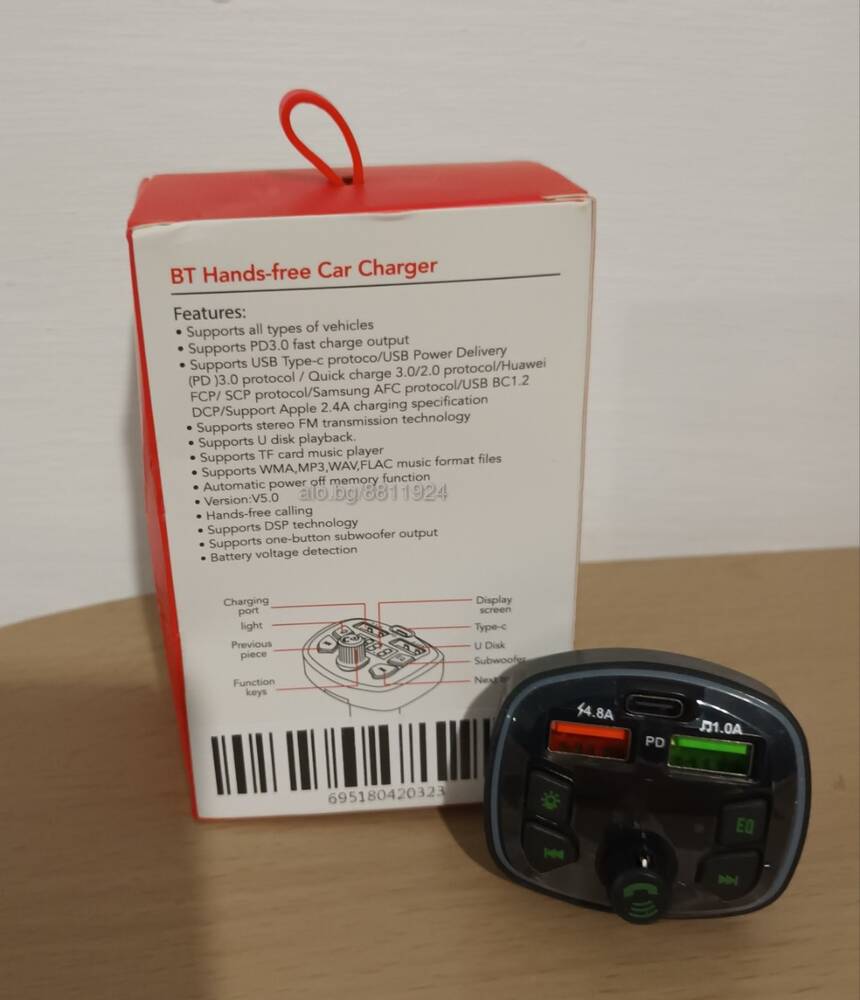 BT Hands-free Car Charger
Features:
• Supports all types of vehicles
• Supports PD3.0 fast charge output
• Supports USB Type-c protoco/USB Power Delivery
(PD )3.0 protocol / Quick charge 3.0/2.0 protocol/Huawei
FCP/ SCP protocol/Samsung AFC protocol/USB BC1.2
DCP/Support Apple 2.4A charging specification
• Supports stereo FM transmission technology
• Supports U disk playback.
• Supports TF card music player
• Supports WMA,MP3,WAV,FLAC music format files
• Automatic power off memory function
• Version:V5.0
alo.bg/8811924
• Hands-free calling
• Supports DSP technology
• Supports one-button subwoofer output
• Battery voltage detection
Charging
port
light
Previous
piece
Function
keys
Display
screen
Type-c
U Disk
Subwoofer
Next
695180420323
4.8A
PD
1.0A
EQ